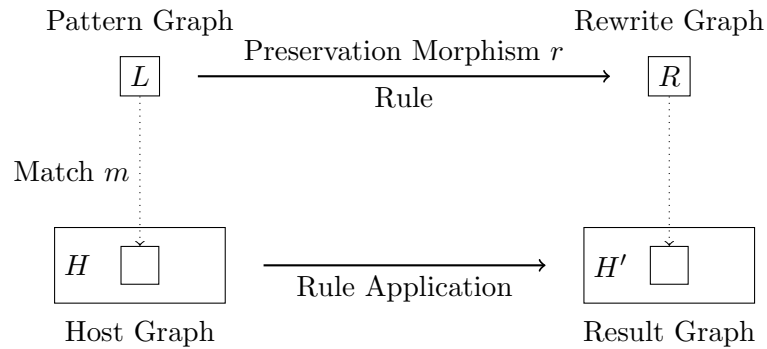 Pattern Graph
Rewrite Graph
Preservation Morphism r
L
R
Rule
Match m
H
H′
Rule Application
Host Graph
Result Graph